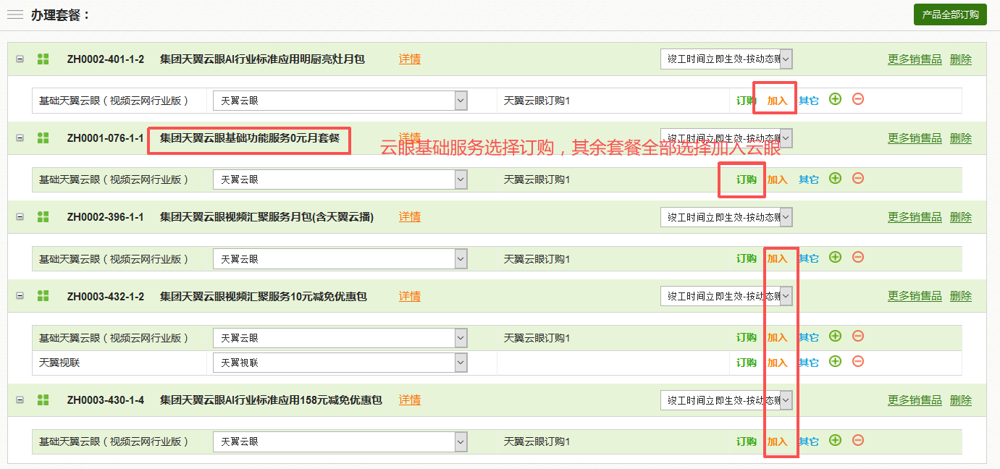 办理套餐：
产品全部订购
ZH0002-401-1-2 集团天翼云眼AI行业标准应用明厨亮灶月包 详情 竣工时间立即生效-按动态账 更多销售品 删除
基础天翼云眼（视频云网行业版） 天翼云眼 天翼云眼订购1 订购 加入 其它
ZH0001-076-1-1 集团天翼云眼基础功能服务0元月套餐 详情 竣工时间立即生效-按动态账 更多销售品 删除
云眼基础服务选择订购，其余套餐全部选择加入云眼
基础天翼云眼（视频云网行业版） 天翼云眼 天翼云眼订购1 订购 加入 其它
ZH0002-396-1-1 集团天翼云眼视频汇聚服务月包(含天翼云播) 详情 竣工时间立即生效-按动态账 更多销售品 删除
基础天翼云眼（视频云网行业版） 天翼云眼 天翼云眼订购1 订购 加入 其它
ZH0003-432-1-2 集团天翼云眼视频汇聚服务10元减免优惠包 详情 竣工时间立即生效-按动态账 更多销售品 删除
基础天翼云眼（视频云网行业版） 天翼云眼 天翼云眼订购1 订购 加入 其它
天翼视联 天翼视联 订购 加入 其它
ZH0003-430-1-4 集团天翼云眼AI行业标准应用158元减免优惠包 详情 竣工时间立即生效-按动态账 更多销售品 删除
基础天翼云眼（视频云网行业版） 天翼云眼 天翼云眼订购1 订购 加入 其它